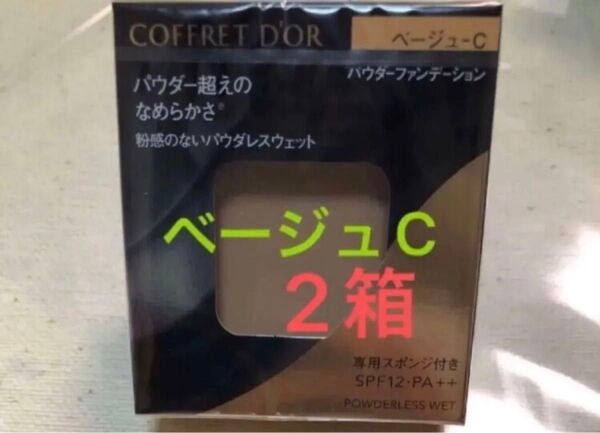 COFFRET D'OR
ベージュ-C
パウダーファンデーション
パウダー超えの
なめらかさ®
粉感のないパウダレスウェット
ベージュC
2箱
専用スポンジ付き
SPF12・PA++
POWDERLESS WET